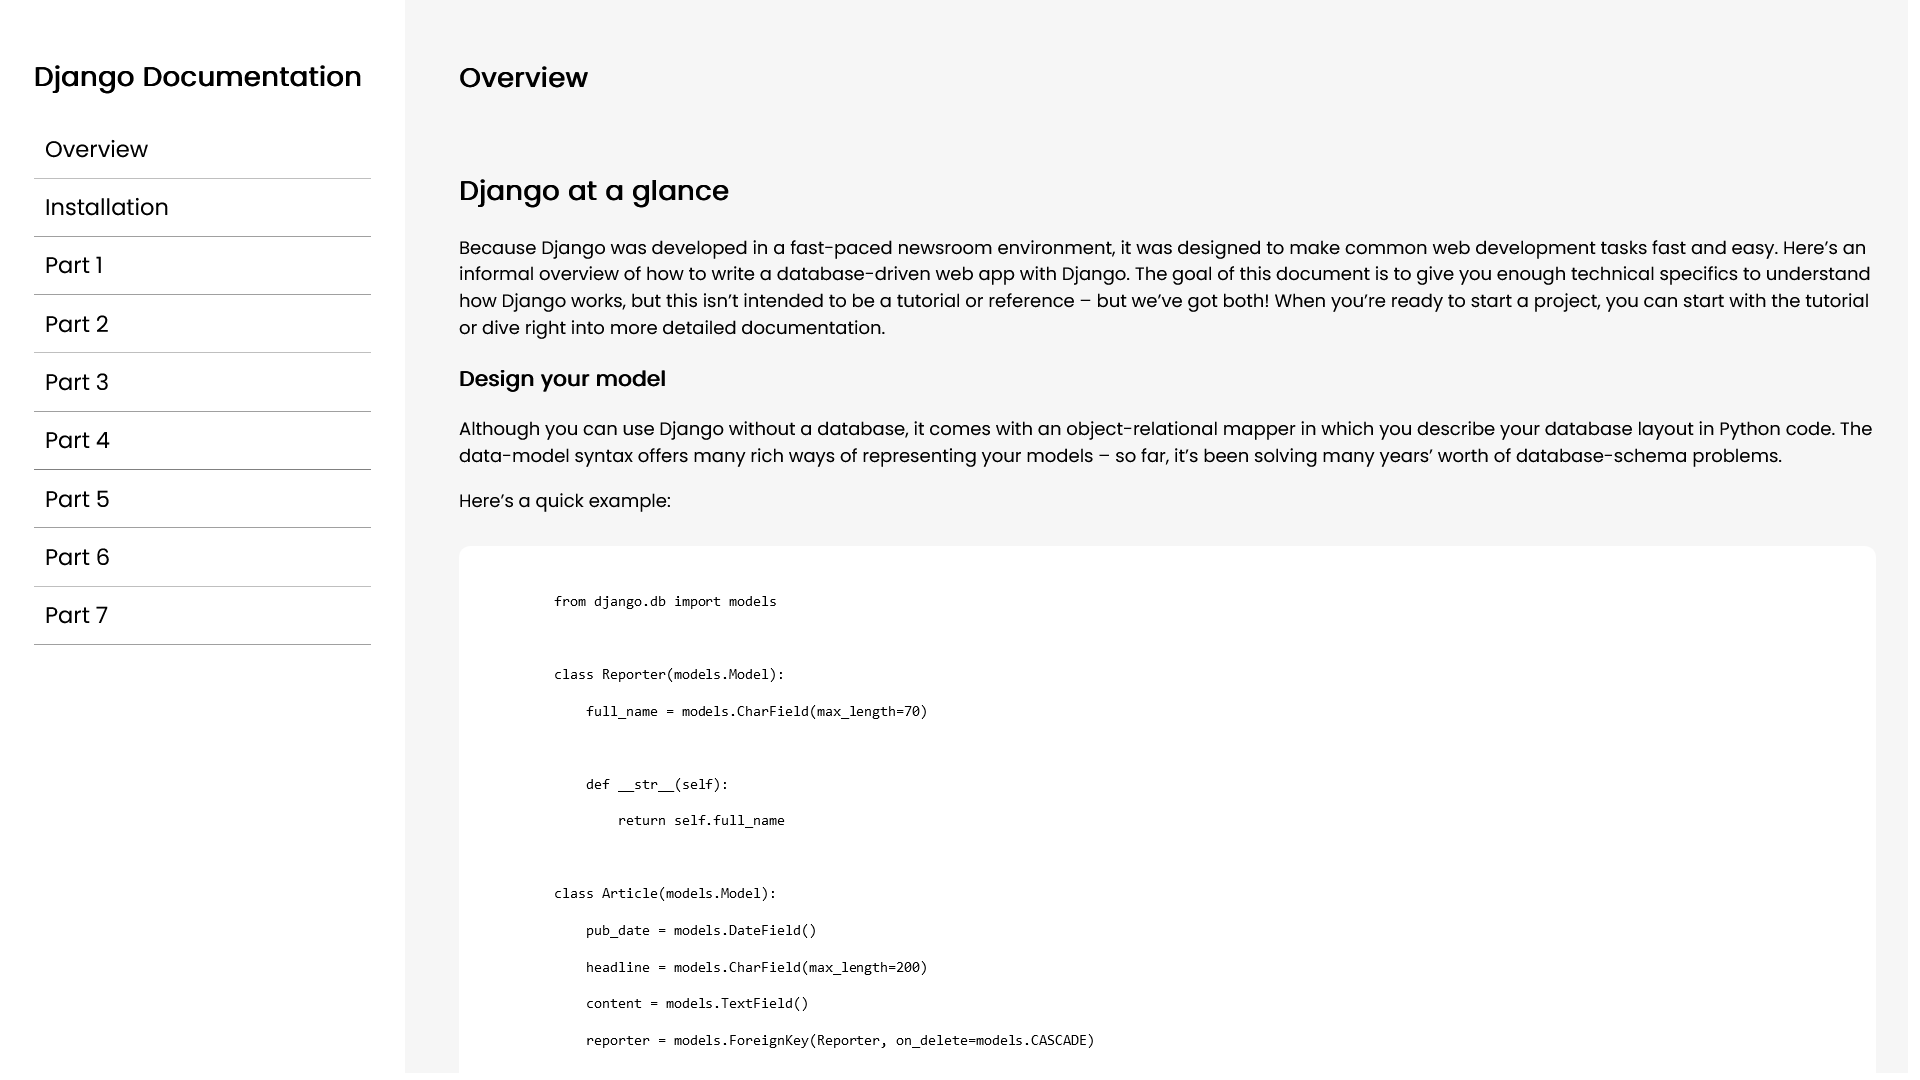 Django Documentation
Overview
Installation
Part 1
Part 2
Part 3
Part 4
Part 5
Part 6
Part 7
Overview
Django at a glance
Because Django was developed in a fast-paced newsroom environment, it was designed to make common web development tasks fast and easy. Here’s an
informal overview of how to write a database-driven web app with Django. The goal of this document is to give you enough technical specifics to understand
how Django works, but this isn’t intended to be a tutorial or reference – but we’ve got both! When you’re ready to start a project, you can start with the tutorial
or dive right into more detailed documentation.
Design your model
Although you can use Django without a database, it comes with an object-relational mapper in which you describe your database layout in Python code. The
data-model syntax offers many rich ways of representing your models – so far, it’s been solving many years’ worth of database-schema problems.
Here’s a quick example:
from django.db import models
class Reporter(models.Model):
    full_name = models.CharField(max_length=70)
    def __str__(self):
        return self.full_name
class Article(models.Model):
    pub_date = models.DateField()
    headline = models.CharField(max_length=200)
    content = models.TextField()
    reporter = models.ForeignKey(Reporter, on_delete=models.CASCADE)